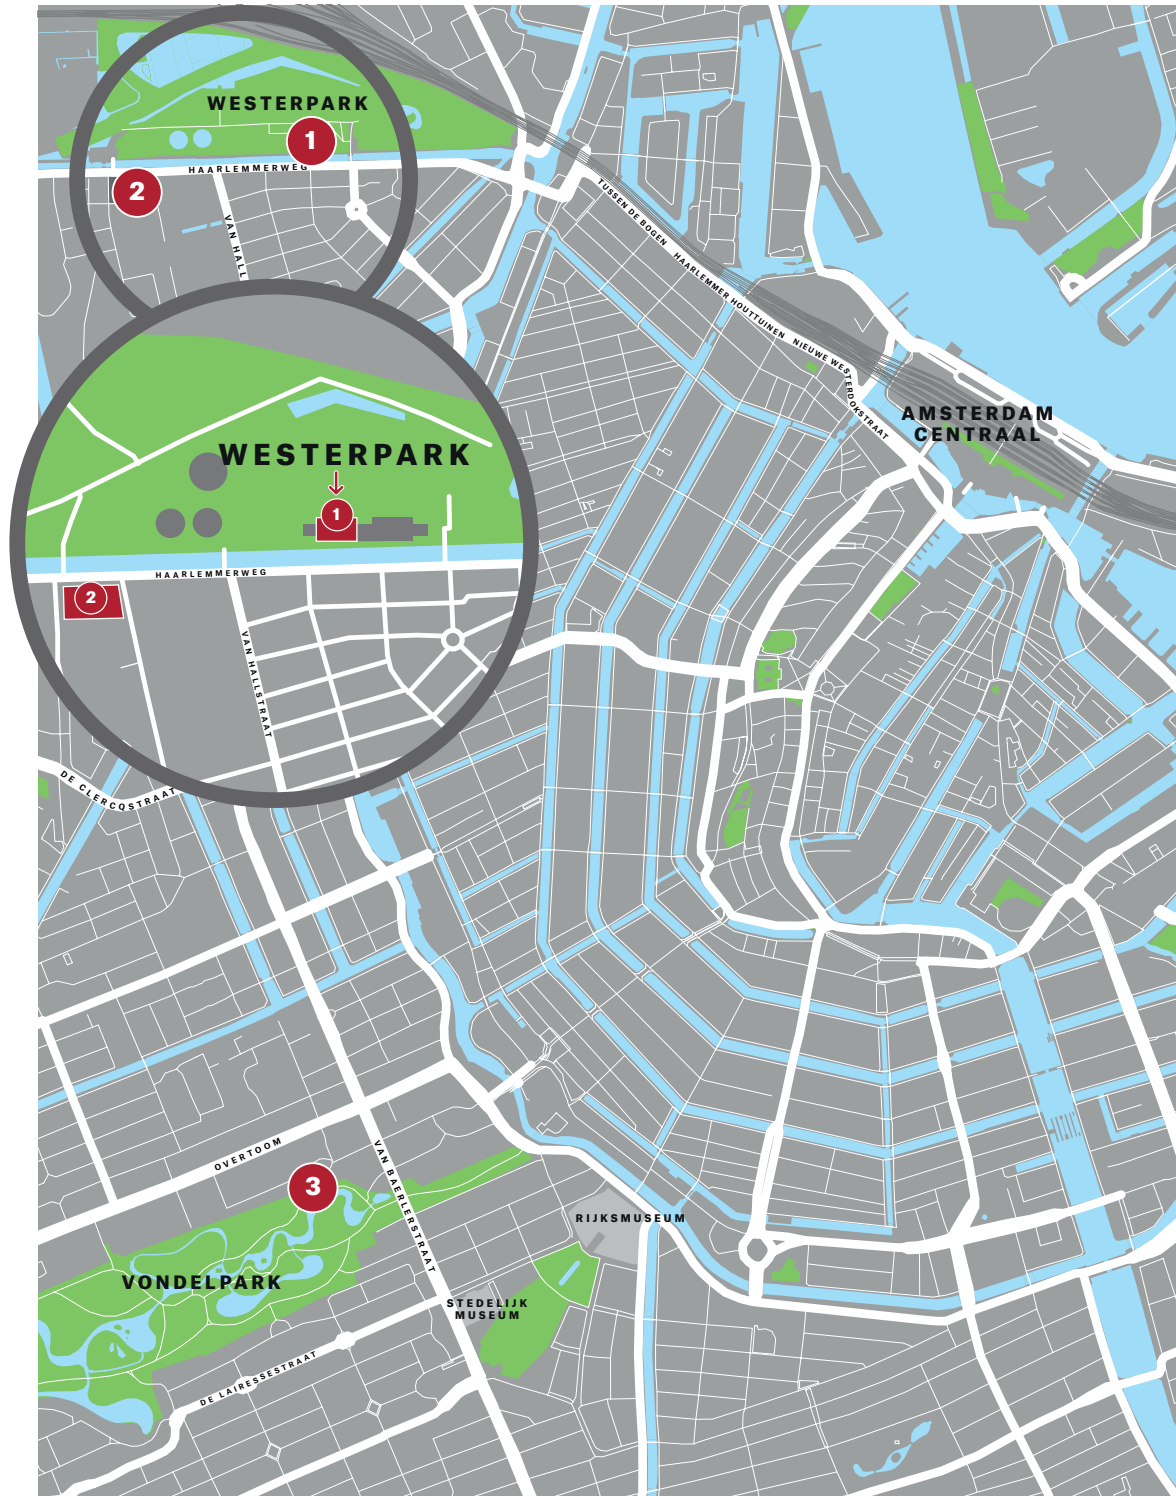 WESTERPARK
1
HAARLEMMERWEG
2
VAN HALL
TUSSEN DE BOGEN
HAARLEMMER HOUTTUINEN
NIEUWE WESTERDOKSTRAAT
AMSTERDAM
CENTRAAL
WESTERPARK
1
HAARLEMMERWEG
2
VAN HALLSTRAAT
DE CLERCQSTRAAT
OVERTOOM
VAN BAERLERSTRAAT
3
RIJKSMUSEUM
VONDELPARK
STEDELIJK
MUSEUM
DE LAIRESSESTRAAT